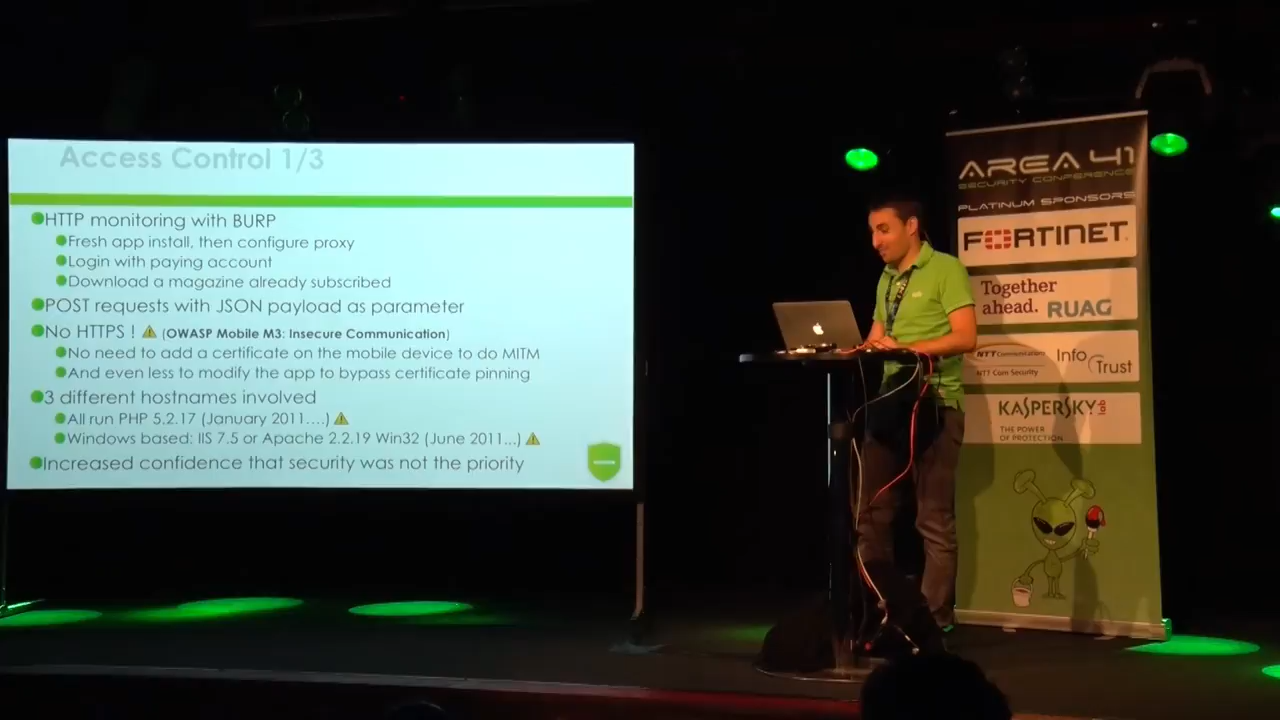 Access Control 1/3
HTTP monitoring with BURP
Fresh app install, then configure proxy
Login with paying account
Download a magazine already subscribed
POST requests with JSON payload as parameter
No HTTPS ! (OWASP Mobile M3: Insecure Communication)
No need to add a certificate on the mobile device to do MITM
And even less to modify the app to bypass certificate pinning
3 different hostnames involved
All run PHP 5.2.17 (January 2011....)
Windows based: IIS 7.5 or Apache 2.2.19 Win32 (June 2011...)
Increased confidence that security was not the priority
AREA 41
SECURITY CONFERENCE
PLATINUM SPONSORS
FORTINET
Together
ahead. RUAG
NTT Communications
NTT Com Security
Info
Trust
KASPERSKY lab
THE POWER
OF PROTECTION